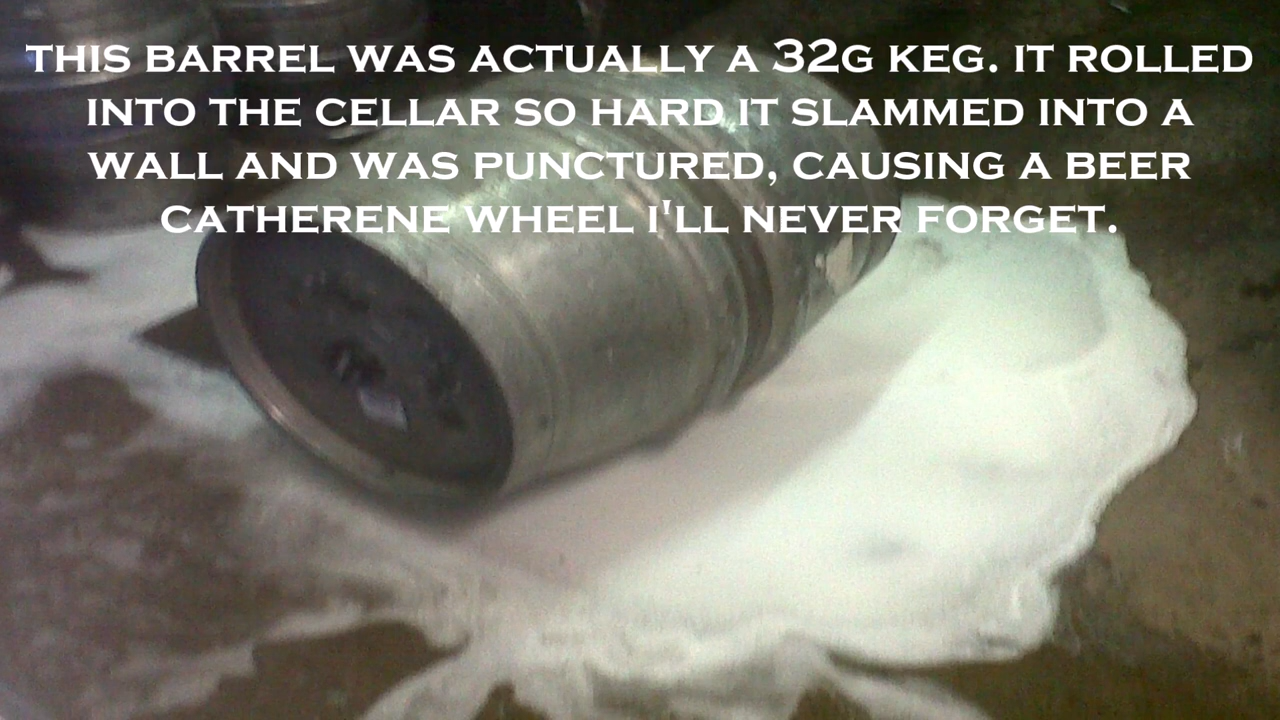 THIS BARREL WAS ACTUALLY A 32G KEG. IT ROLLED
INTO THE CELLAR SO HARD IT SLAMMED INTO A
WALL AND WAS PUNCTURED, CAUSING A BEER
CATHERENE WHEEL I'LL NEVER FORGET.